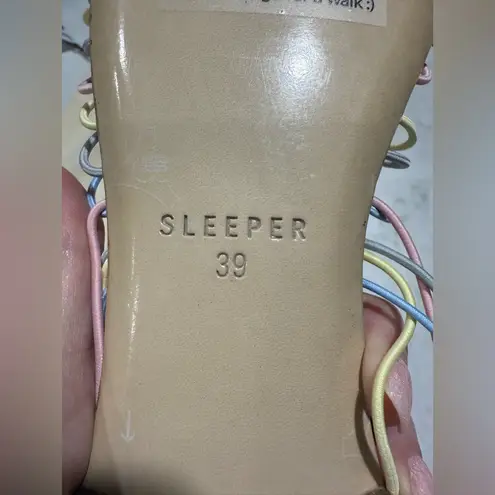 a walk :)
SLEEPER
39